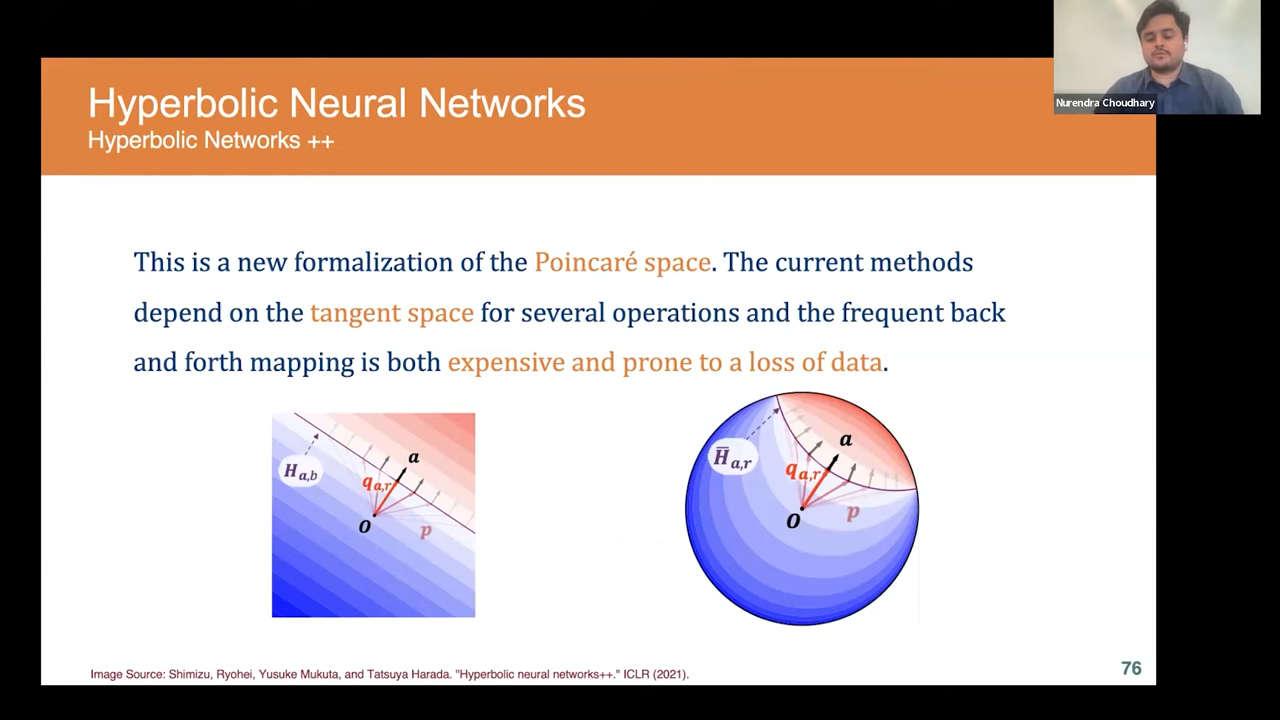 Nurendra Choudhary
Hyperbolic Neural Networks
Hyperbolic Networks ++
This is a new formalization of the Poincaré space. The current methods
depend on the tangent space for several operations and the frequent back
and forth mapping is both expensive and prone to a loss of data.
H a,b
a
q a,r
O
p
H̅ a,r
a
q a,r
O
p
Image Source: Shimizu, Ryohei, Yusuke Mukuta, and Tatsuya Harada. "Hyperbolic neural networks++." ICLR (2021).
76